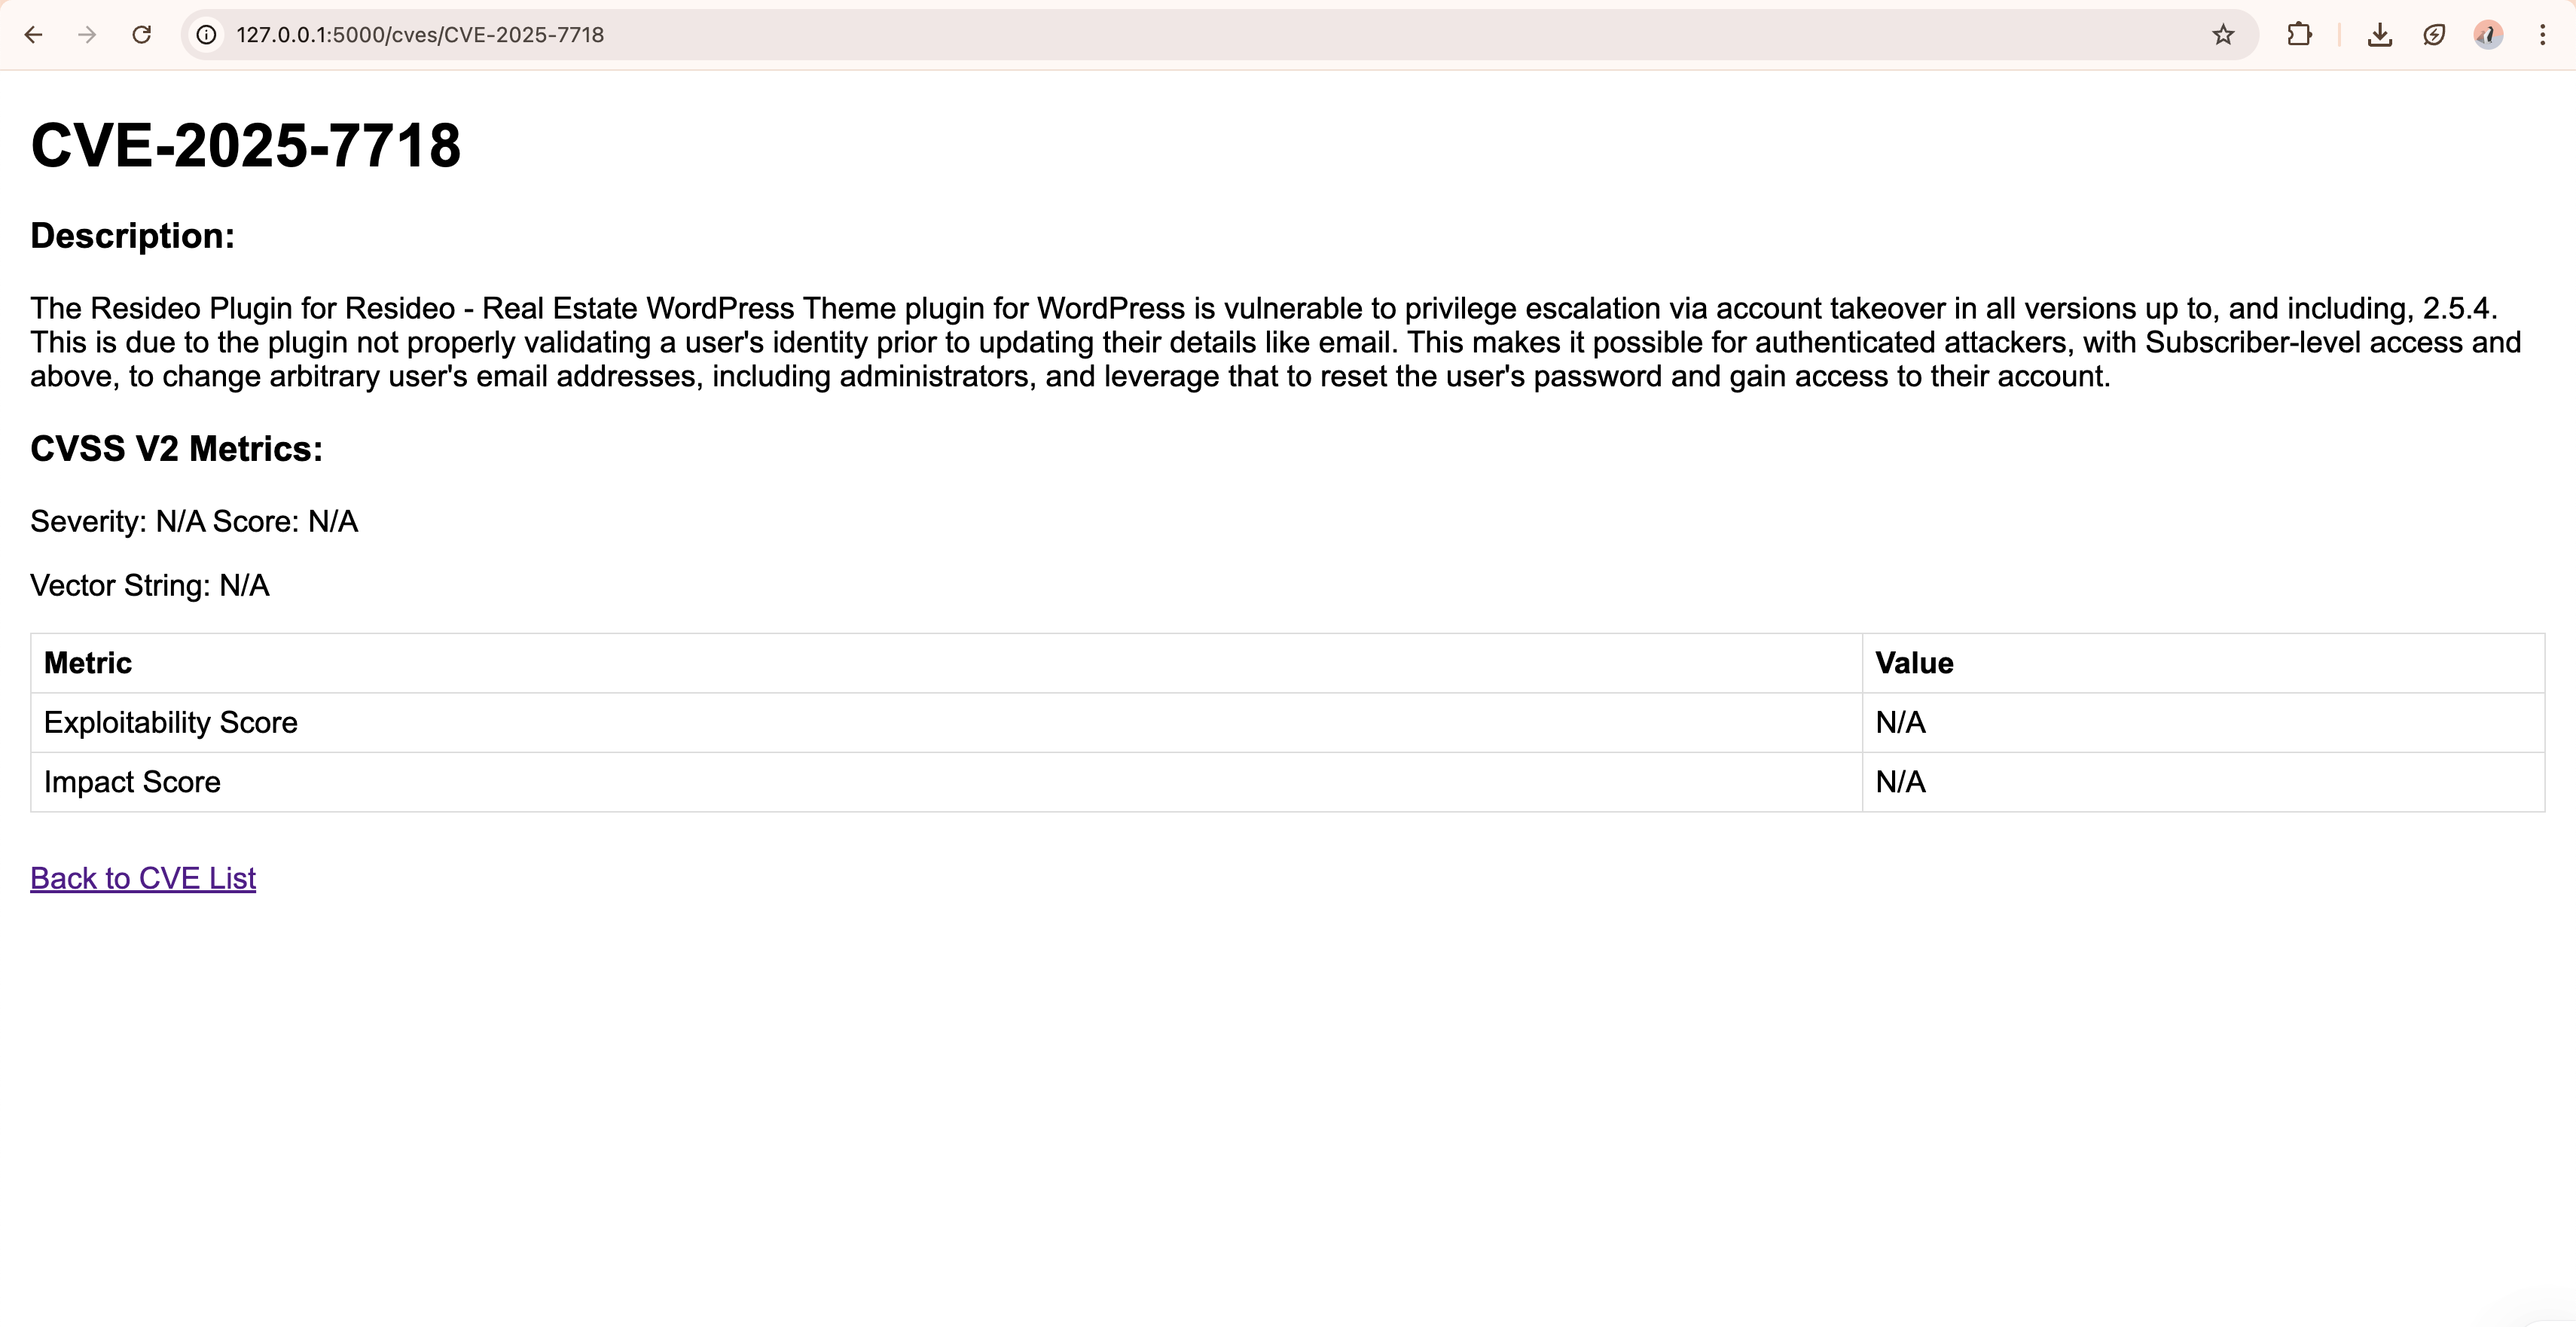 127.0.0.1:5000/cves/CVE-2025-7718
CVE-2025-7718
Description:
The Resideo Plugin for Resideo - Real Estate WordPress Theme plugin for WordPress is vulnerable to privilege escalation via account takeover in all versions up to, and including, 2.5.4.
This is due to the plugin not properly validating a user's identity prior to updating their details like email. This makes it possible for authenticated attackers, with Subscriber-level access and
above, to change arbitrary user's email addresses, including administrators, and leverage that to reset the user's password and gain access to their account.
CVSS V2 Metrics:
Severity: N/A Score: N/A
Vector String: N/A
Metric Value
Exploitability Score N/A
Impact Score N/A
Back to CVE List